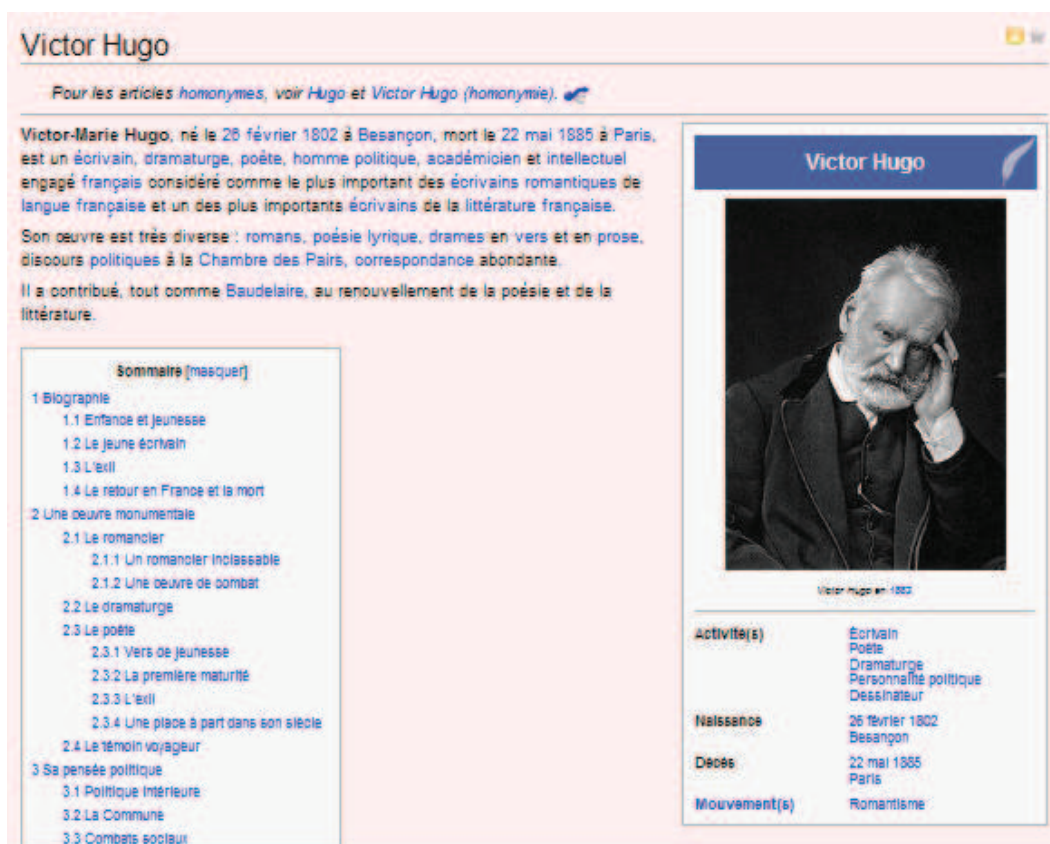 Victor Hugo
Pour les articles homonymes, voir Hugo et Victor Hugo (homonymie).
Victor-Marie Hugo, né le 26 février 1802 à Besançon, mort le 22 mai 1885 à Paris,
est un écrivain, dramaturge, poète, homme politique, académicien et intellectuel
engagé français considéré comme le plus important des écrivains romantiques de
langue française et un des plus importants écrivains de la littérature française.
Son œuvre est très diverse : romans, poésie lyrique, drames en vers et en prose,
discours politiques à la Chambre des Pairs, correspondance abondante.
Il a contribué, tout comme Baudelaire, au renouvellement de la poésie et de la
littérature.
Sommaire [masquer]
1 Biographie
1.1 Enfance et jeunesse
1.2 Le jeune écrivain
1.3 L'exil
1.4 Le retour en France et la mort
2 Une œuvre monumentale
2.1 Le romancier
2.1.1 Un romancier inclassable
2.1.2 Une œuvre de combat
2.2 Le dramaturge
2.3 Le poète
2.3.1 Vers de jeunesse
2.3.2 La première maturité
2.3.3 L'exil
2.3.4 Une place à part dans son siècle
2.4 Le témoin voyageur
3 Sa pensée politique
3.1 Politique intérieure
3.2 La Commune
3.3 Combats sociaux
Victor Hugo
Victor Hugo en
Activité(s) Écrivain
Poète
Dramaturge
Personnalité politique
Dessinateur
Naissance 26 février 1802
Besançon
Décès 22 mai 1885
Paris
Mouvement(s) Romantisme